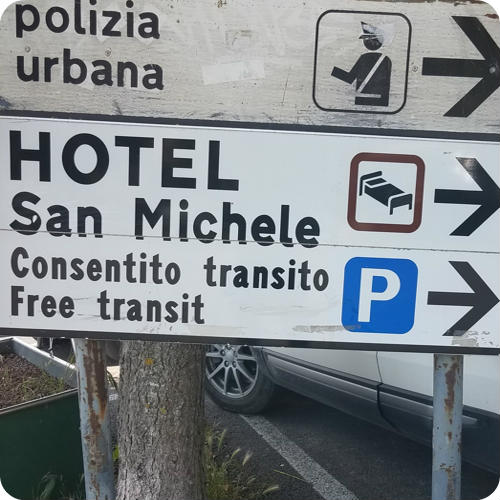 polizia
urbana
HOTEL
San Michele
Consentito transito
Free transit
P